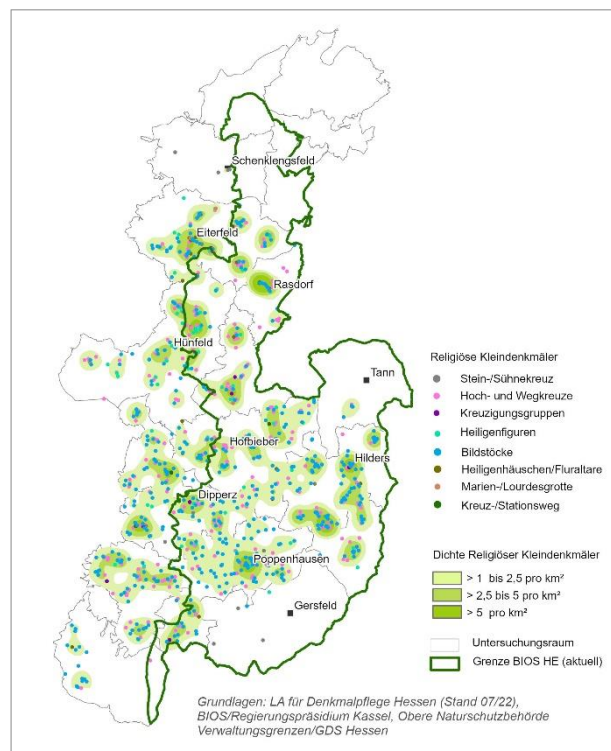 Schenklengsfeld
Eiterfeld
Rasdorf
Hünfeld
Tann
Hofbieber
Hilders
Dipperz
Poppenhausen
Gersfeld
Religiöse Kleindenkmäler
Stein-/Sühnekreuz
Hoch- und Wegkreuze
Kreuzigungsgruppen
Heiligenfiguren
Bildstöcke
Heiligenhäuschen/Fluraltare
Marien-/Lourdesgrotte
Kreuz-/Stationsweg
Dichte Religiöser Kleindenkmäler
> 1 bis 2,5 pro km²
> 2,5 bis 5 pro km²
> 5 pro km²
Untersuchungsraum
Grenze BIOS HE (aktuell)
Grundlagen: LA für Denkmalpflege Hessen (Stand 07/22),
BIOS/Regierungspräsidium Kassel, Obere Naturschutzbehörde
Verwaltungsgrenzen/GDS Hessen